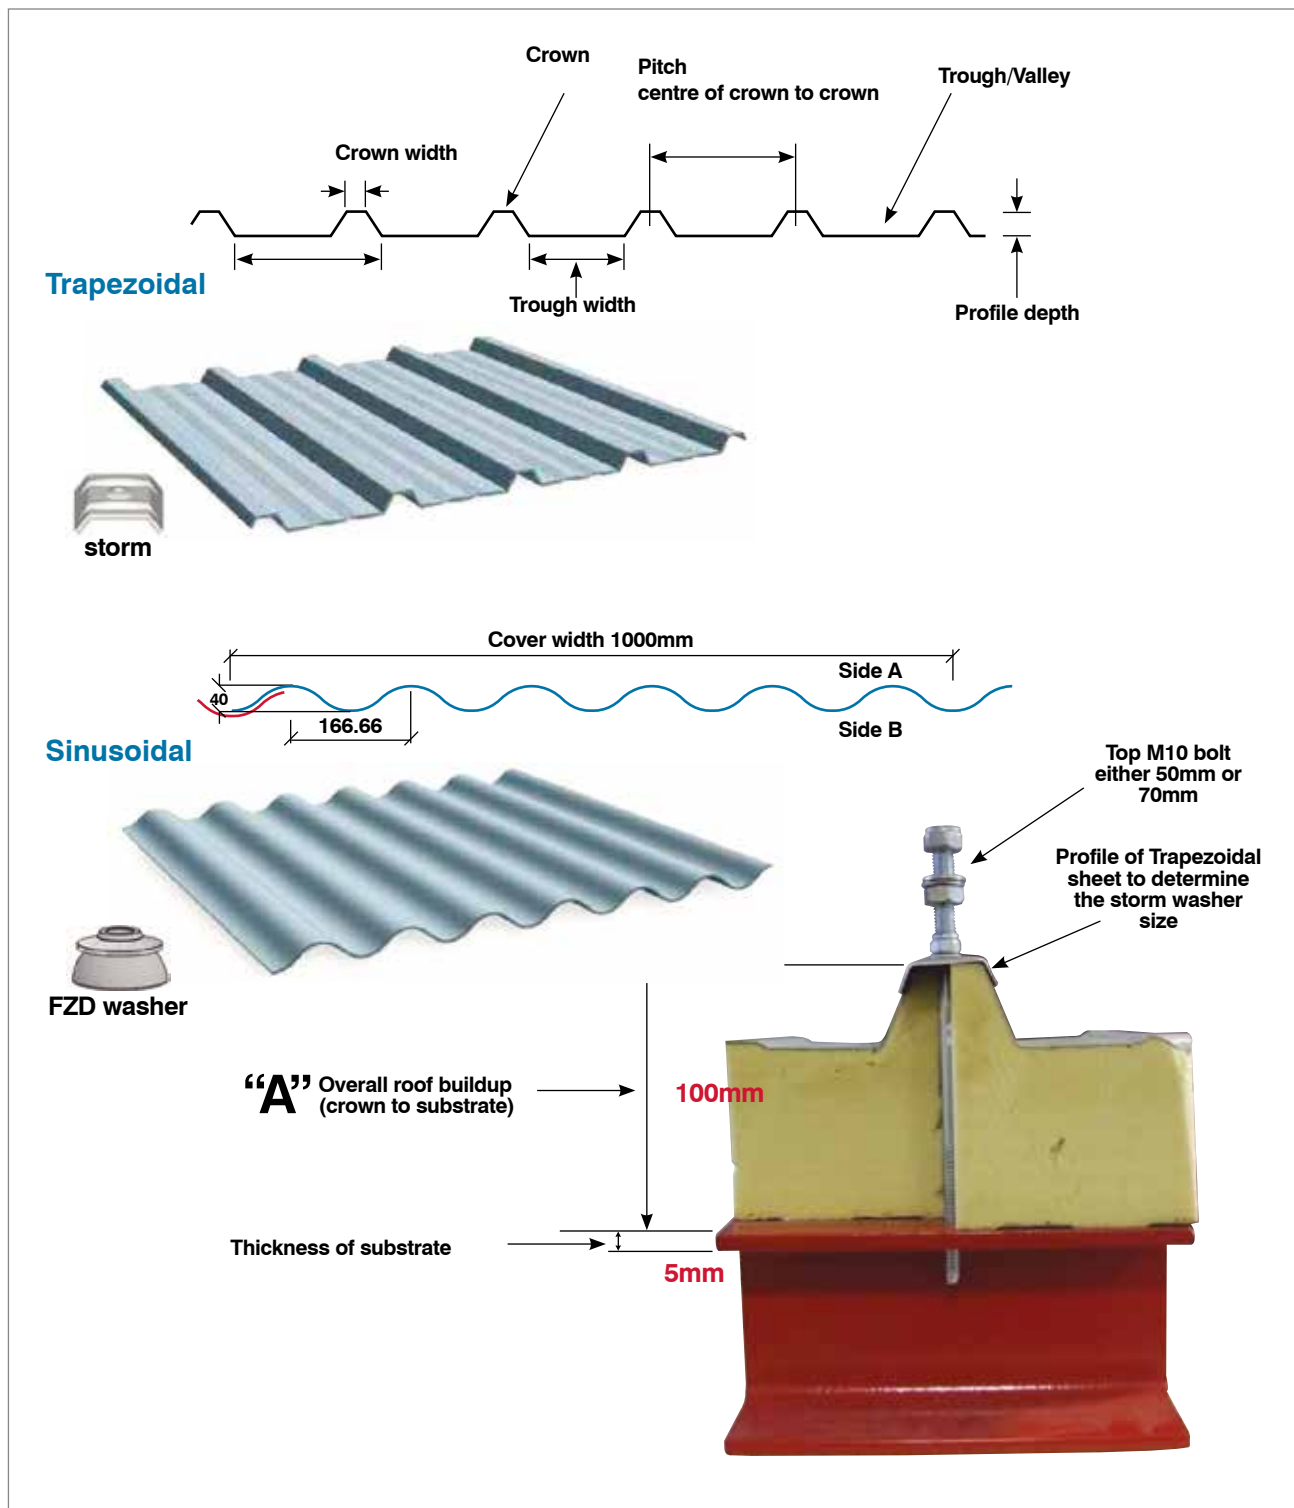 Crown
Pitch
centre of crown to crown
Trough/Valley
Crown width
Trapezoidal
Trough width
Profile depth
storm
Cover width 1000mm
Side A
40
166.66
Side B
Sinusoidal
Top M10 bolt
either 50mm or
70mm
Profile of Trapezoidal
sheet to determine
the storm washer
size
FZD washer
“A” Overall roof buildup
(crown to substrate)
100mm
Thickness of substrate
5mm